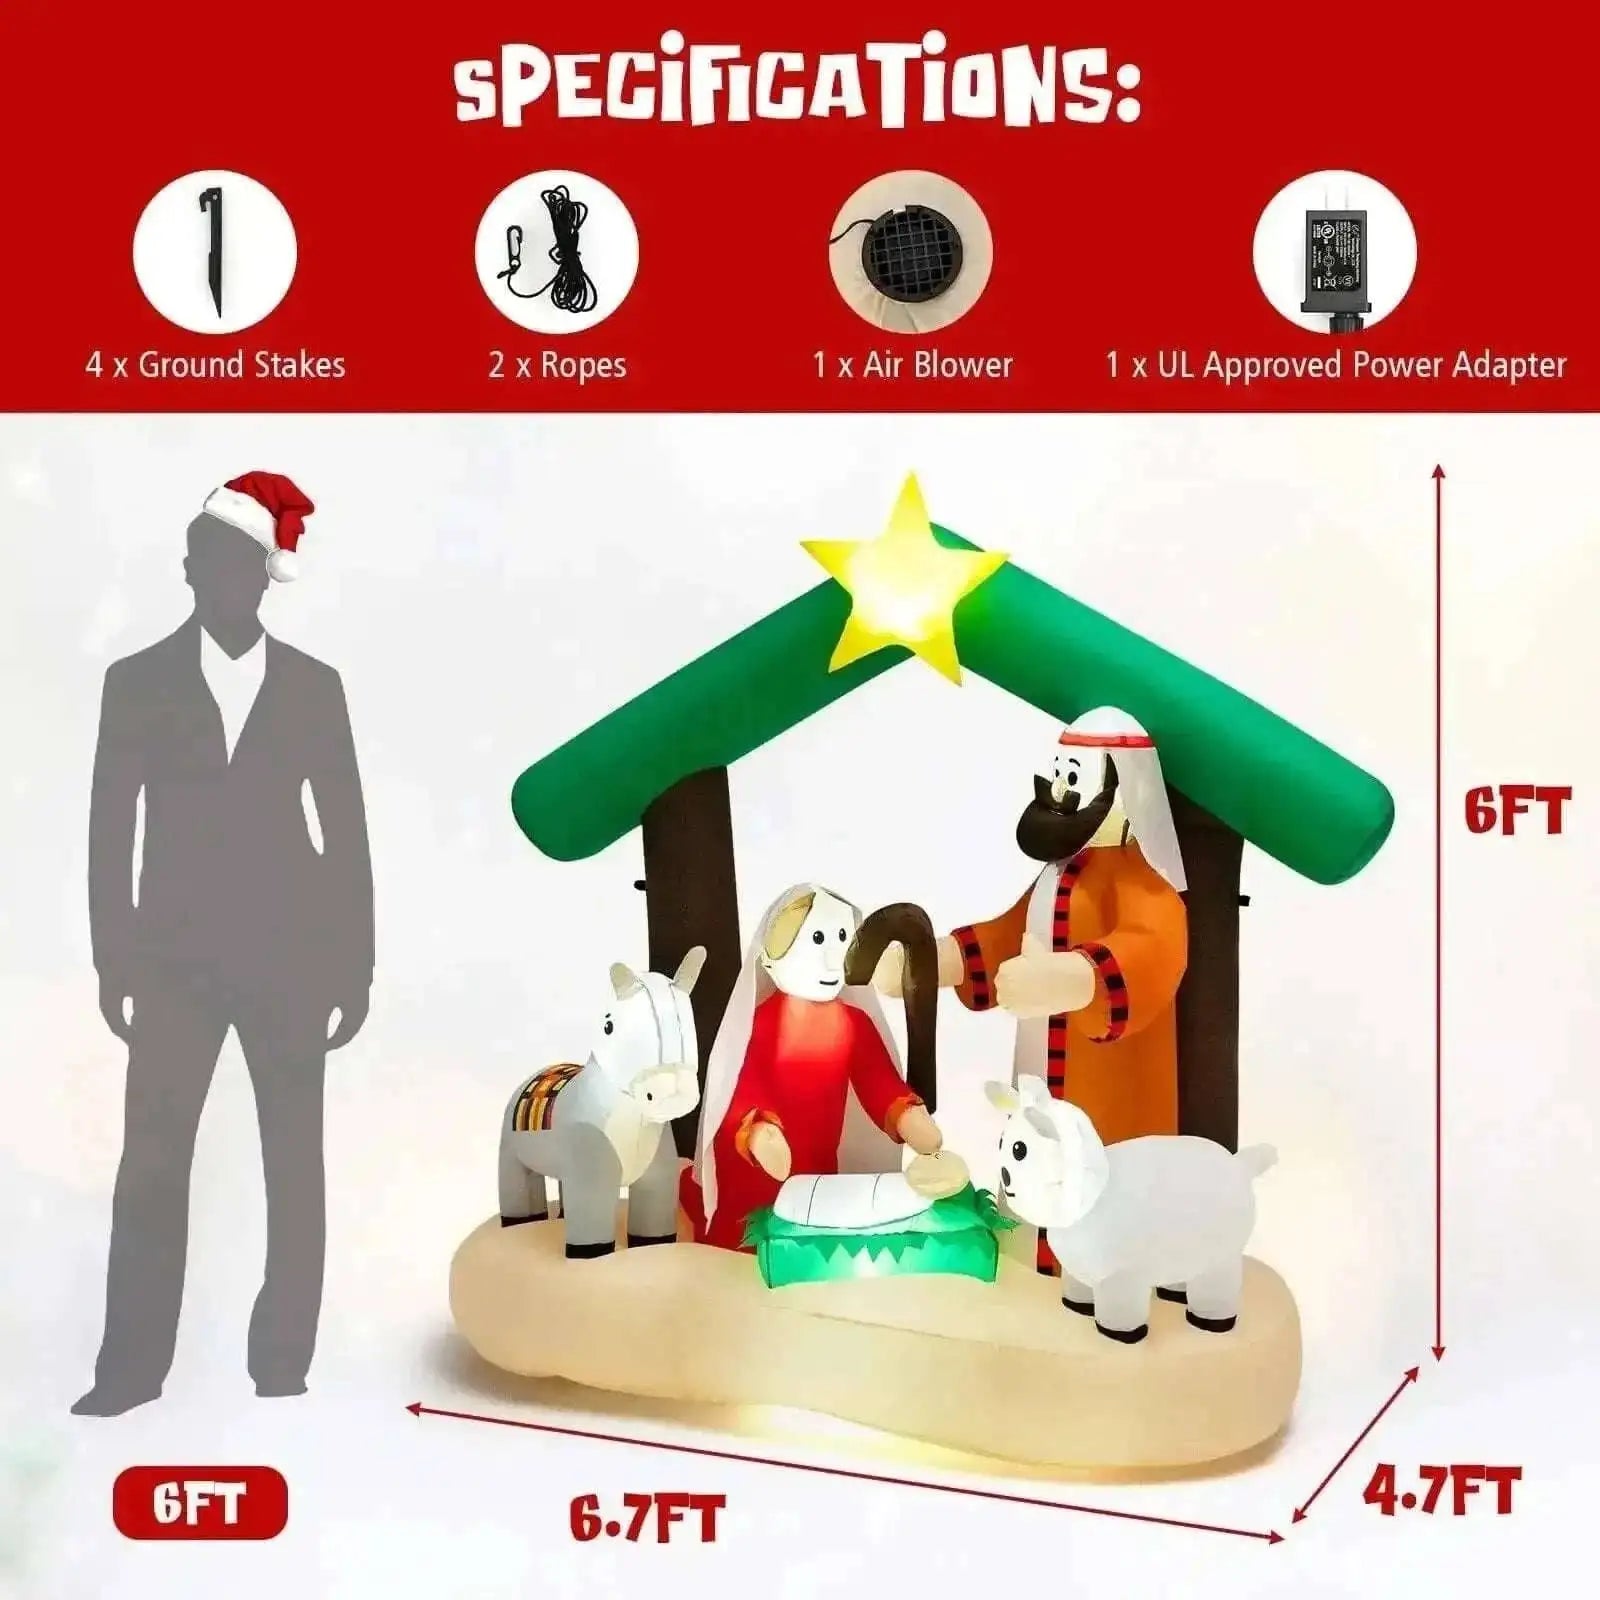 SPECIFICATIONS:
4 x Ground Stakes
2 x Ropes
1 x Air Blower
1 x UL Approved Power Adapter
6FT
6FT
6.7FT
4.7FT